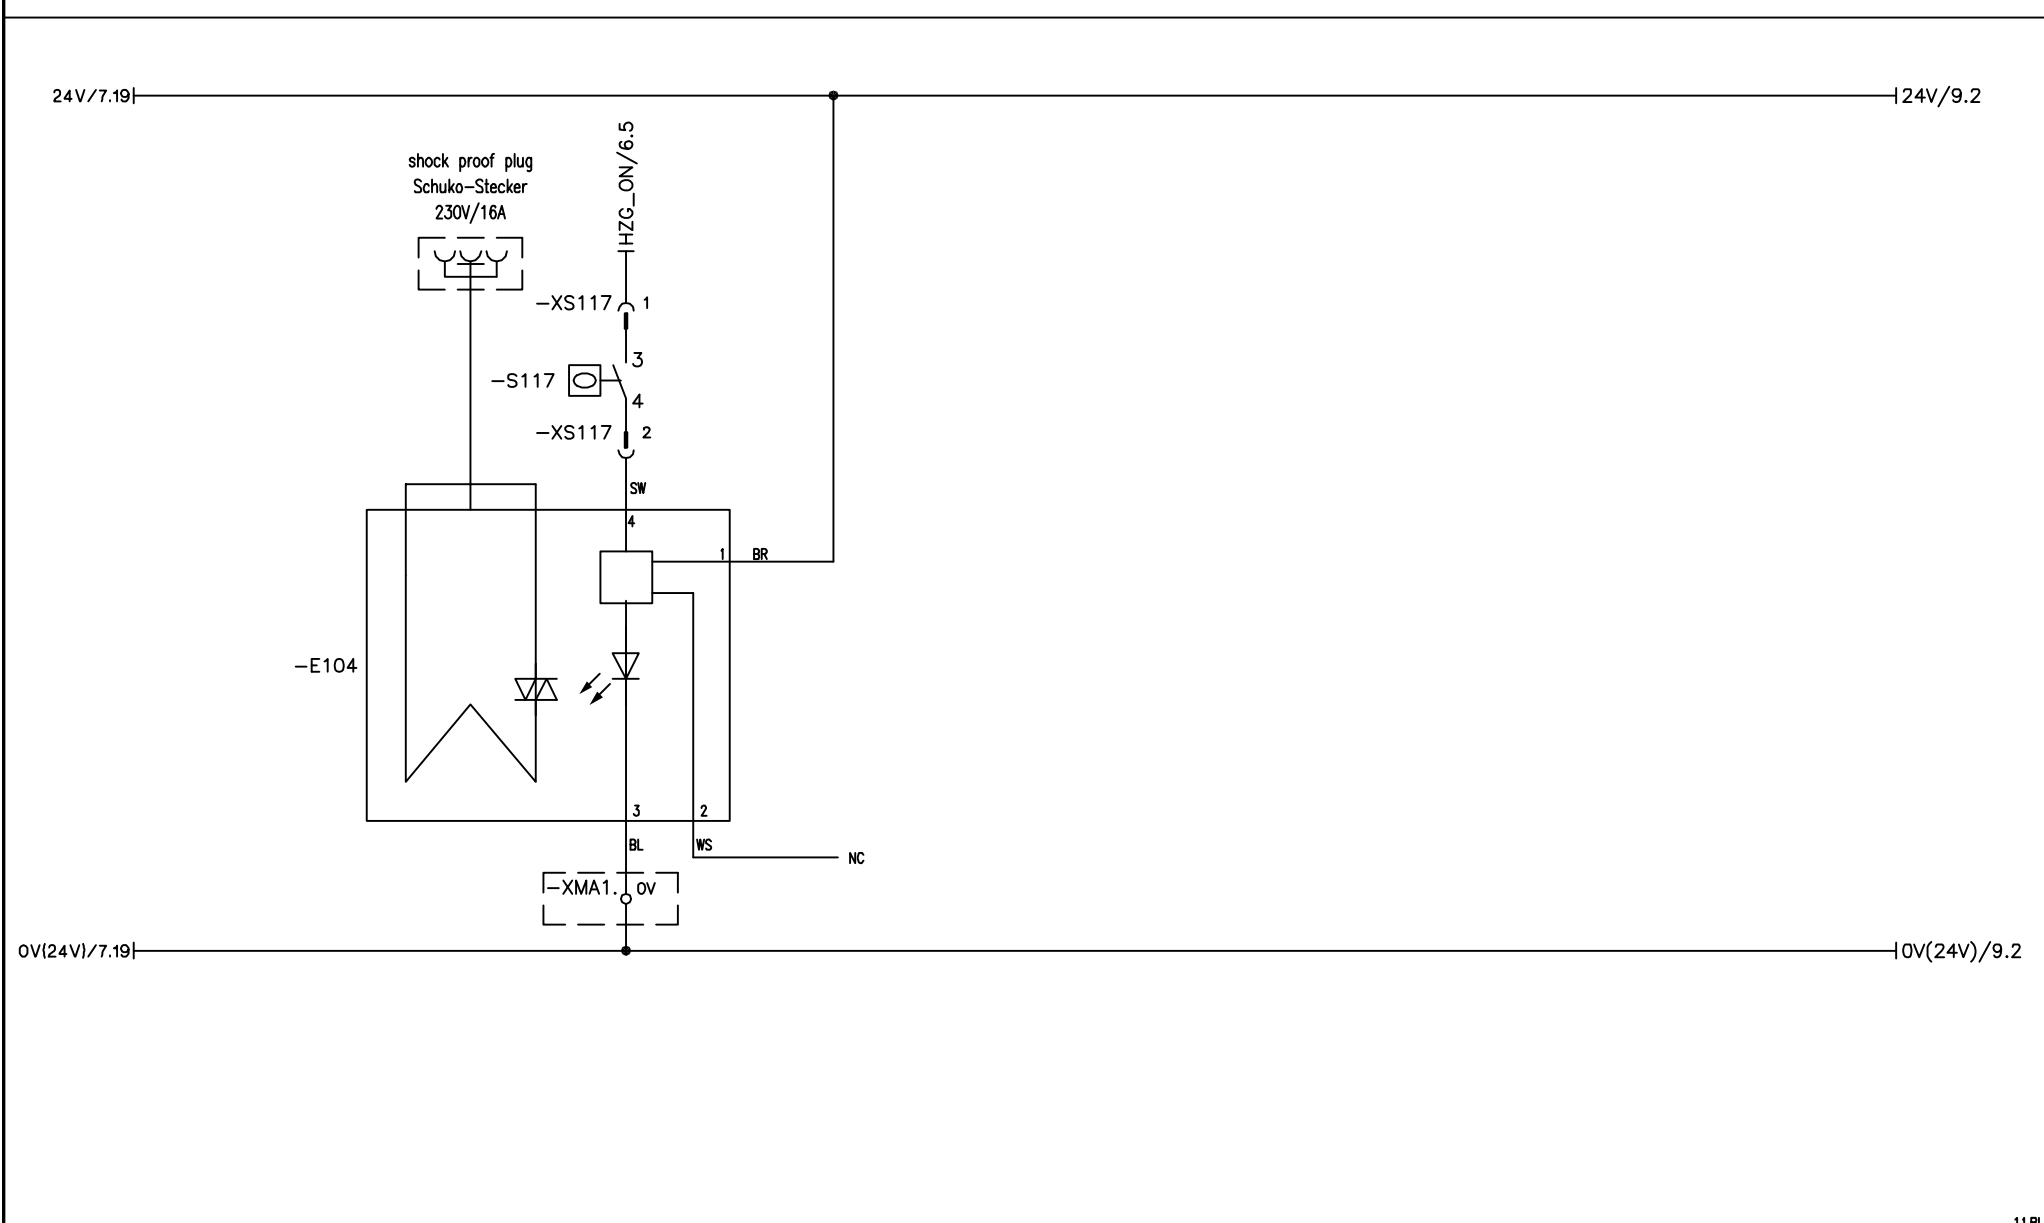 24V/7.19
24V/9.2
HZG_ON/6.5
shock proof plug
Schuko-Stecker
230V/16A
-XS117 1
3
-S117
4
-XS117 2
SW
4
1 BR
-E104
3 2
BL WS
NC
-XMA1. 0V
0V(24V)/7.19
0V(24V)/9.2